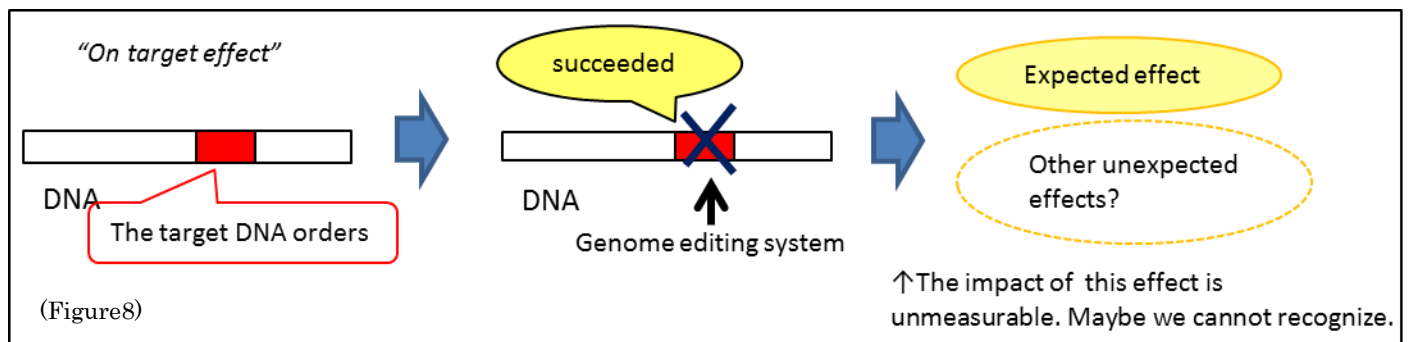 “On target effect”
DNA
The target DNA orders
(Figure8)
succeeded
DNA
Genome editing system
Expected effect
Other unexpected
effects?
↑The impact of this effect is
unmeasurable. Maybe we cannot recognize.